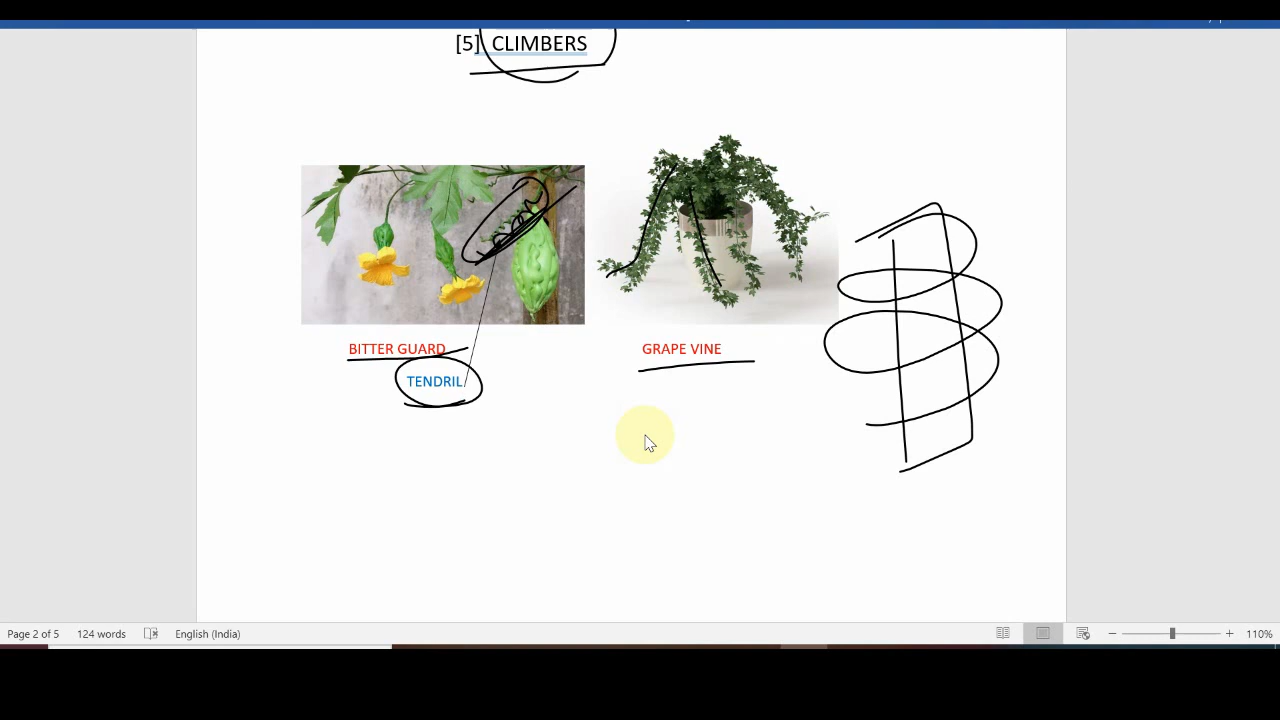 [5] CLIMBERS
BITTER GUARD
GRAPE VINE
TENDRIL
Page 2 of 5 124 words English (India) 110%